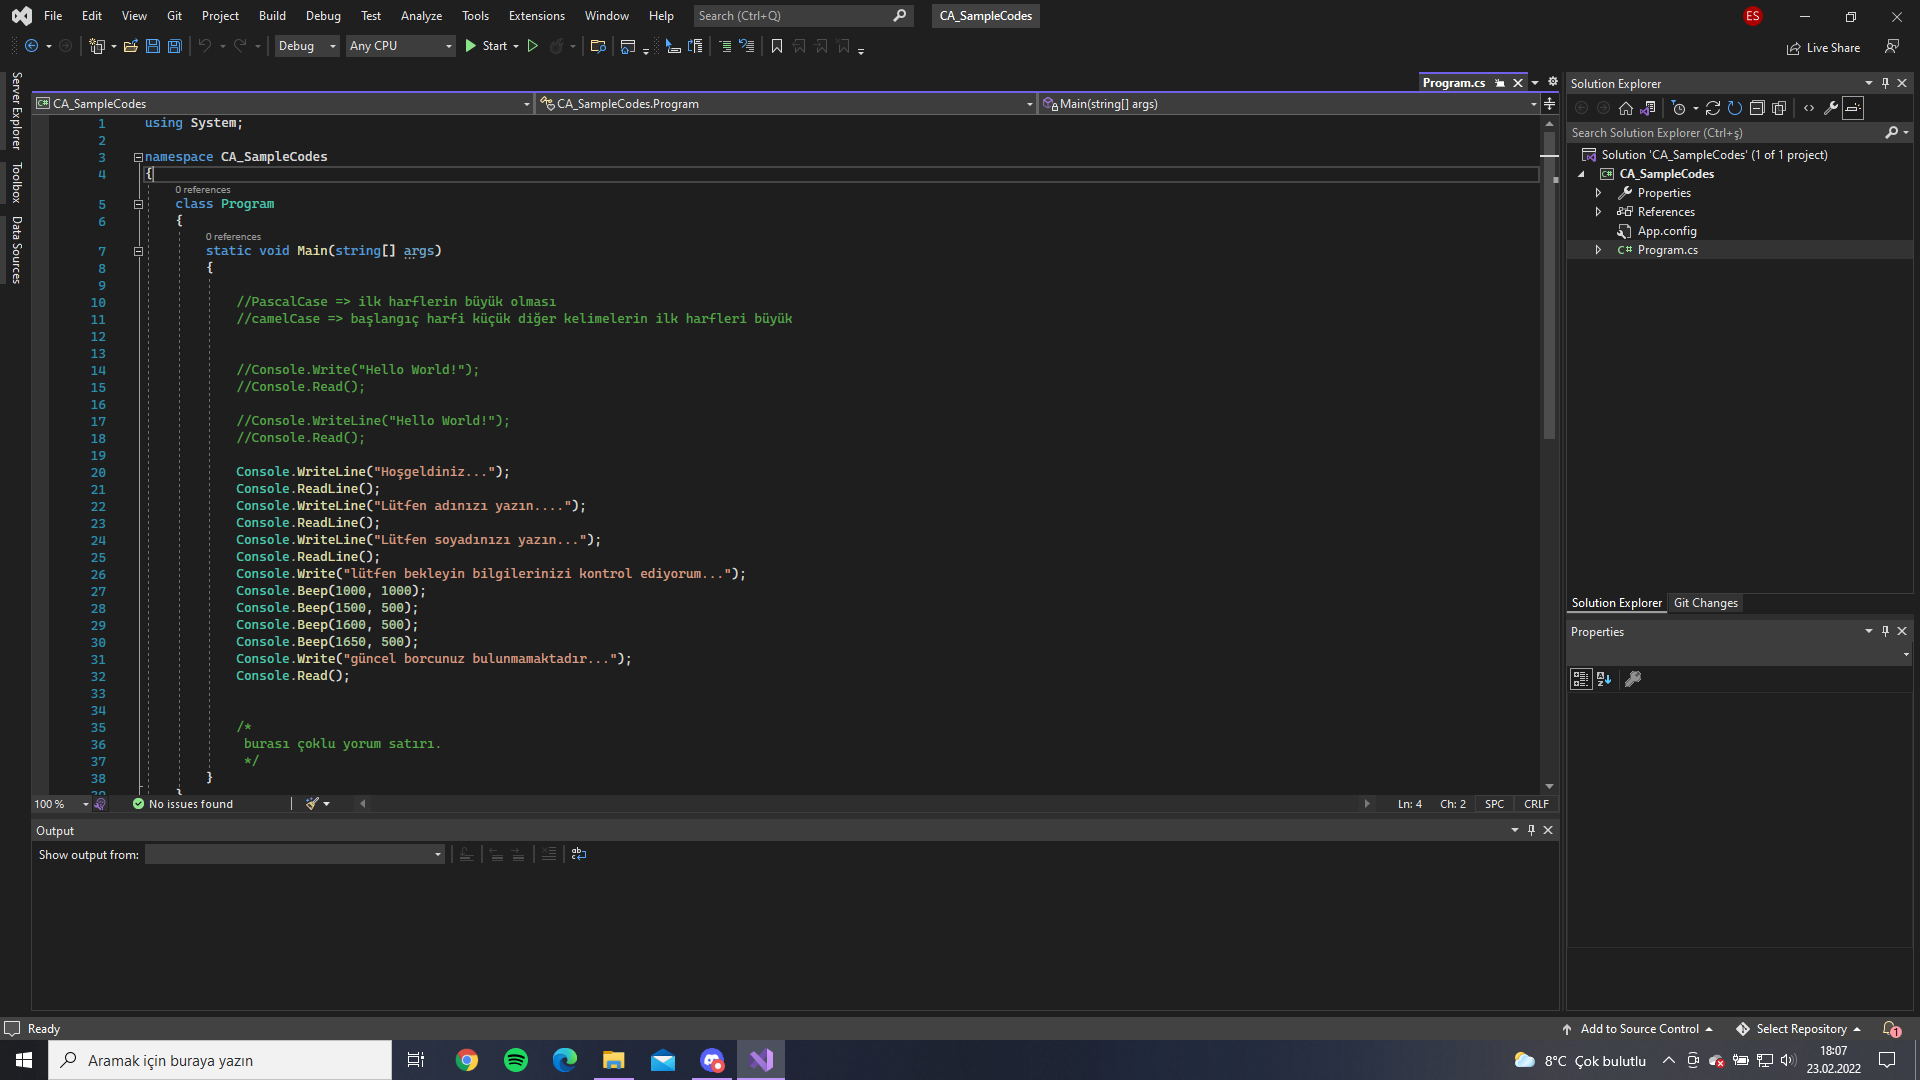 File Edit View Git Project Build Debug Test Analyze Tools Extensions Window Help Search (Ctrl+Q) CA_SampleCodes ES
Debug Any CPU Start Live Share
Server Explorer
Toolbox
Data Sources
Program.cs
CA_SampleCodes CA_SampleCodes.Program Main(string[] args)
1 using System;
2
3 namespace CA_SampleCodes
4 {
0 references
5 class Program
6 {
0 references
7 static void Main(string[] args)
8 {
9
10 //PascalCase => ilk harflerin büyük olması
11 //camelCase => başlangıç harfi küçük diğer kelimelerin ilk harfleri büyük
12
13
14 //Console.Write("Hello World!");
15 //Console.Read();
16
17 //Console.WriteLine("Hello World!");
18 //Console.Read();
19
20 Console.WriteLine("Hoşgeldiniz...");
21 Console.ReadLine();
22 Console.WriteLine("Lütfen adınızı yazın....");
23 Console.ReadLine();
24 Console.WriteLine("Lütfen soyadınızı yazın...");
25 Console.ReadLine();
26 Console.Write("lütfen bekleyin bilgilerinizi kontrol ediyorum...");
27 Console.Beep(1000, 1000);
28 Console.Beep(1500, 500);
29 Console.Beep(1600, 500);
30 Console.Beep(1650, 500);
31 Console.Write("güncel borcunuz bulunmamaktadır...");
32 Console.Read();
33
34
35 /*
36 burası çoklu yorum satırı.
37 */
38 }
39 }
100 % No issues found Ln: 4 Ch: 2 SPC CRLF
Output
Show output from:
Solution Explorer
Search Solution Explorer (Ctrl+ş)
Solution 'CA_SampleCodes' (1 of 1 project)
CA_SampleCodes
Properties
References
App.config
C# Program.cs
Solution Explorer Git Changes
Properties
Ready Add to Source Control Select Repository 1
Aramak için buraya yazın 8°C Çok bulutlu 18:07
23.02.2022